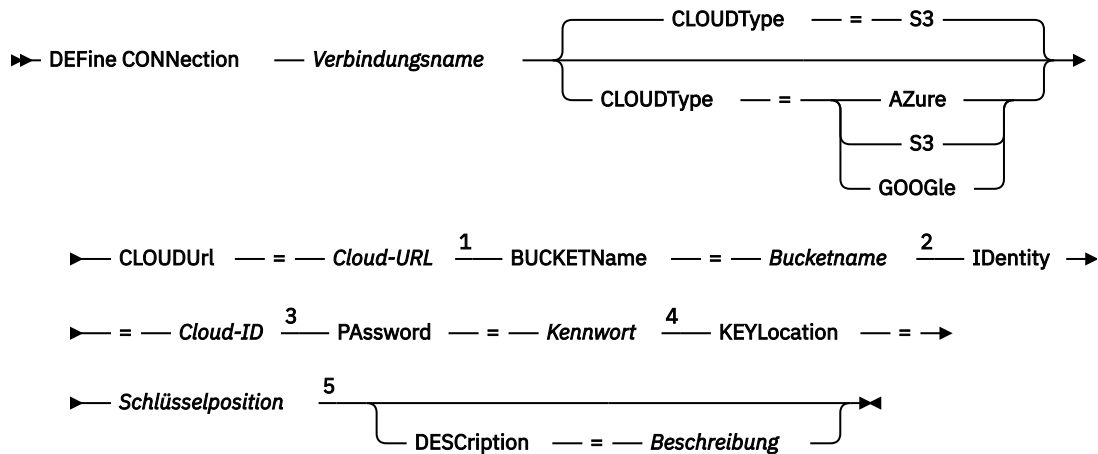 CLOUDType = S3
DEFine CONNection Verbindungsname
CLOUDType = AZure
S3
GOOGle
CLOUDUrl = Cloud-URL 1 BUCKETName = Bucketname 2 IDentity
= Cloud-ID 3 PAssword = Kennwort 4 KEYLocation =
Schlüsselposition 5
DESCription = Beschreibung